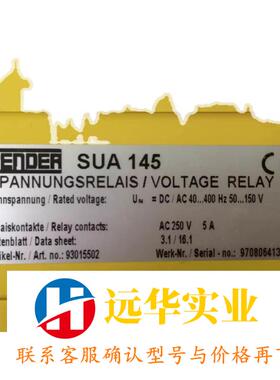 ENDER SUA 145
PANNUNGSRELAIS / VOLTAGE RELAY
nnspannung / Rated voltage: UN = DC / AC 40...400 Hz 50...150 V
aiskontakte / Relay contacts: AC 250 V 5 A
tenblatt / Data sheet: 3.1 / 16.1
tikel-Nr. / Art. no.: 93015502 Werk-Nr. / Serial - no.: 970806413
远华实业
联系客服确认型号与价格再下